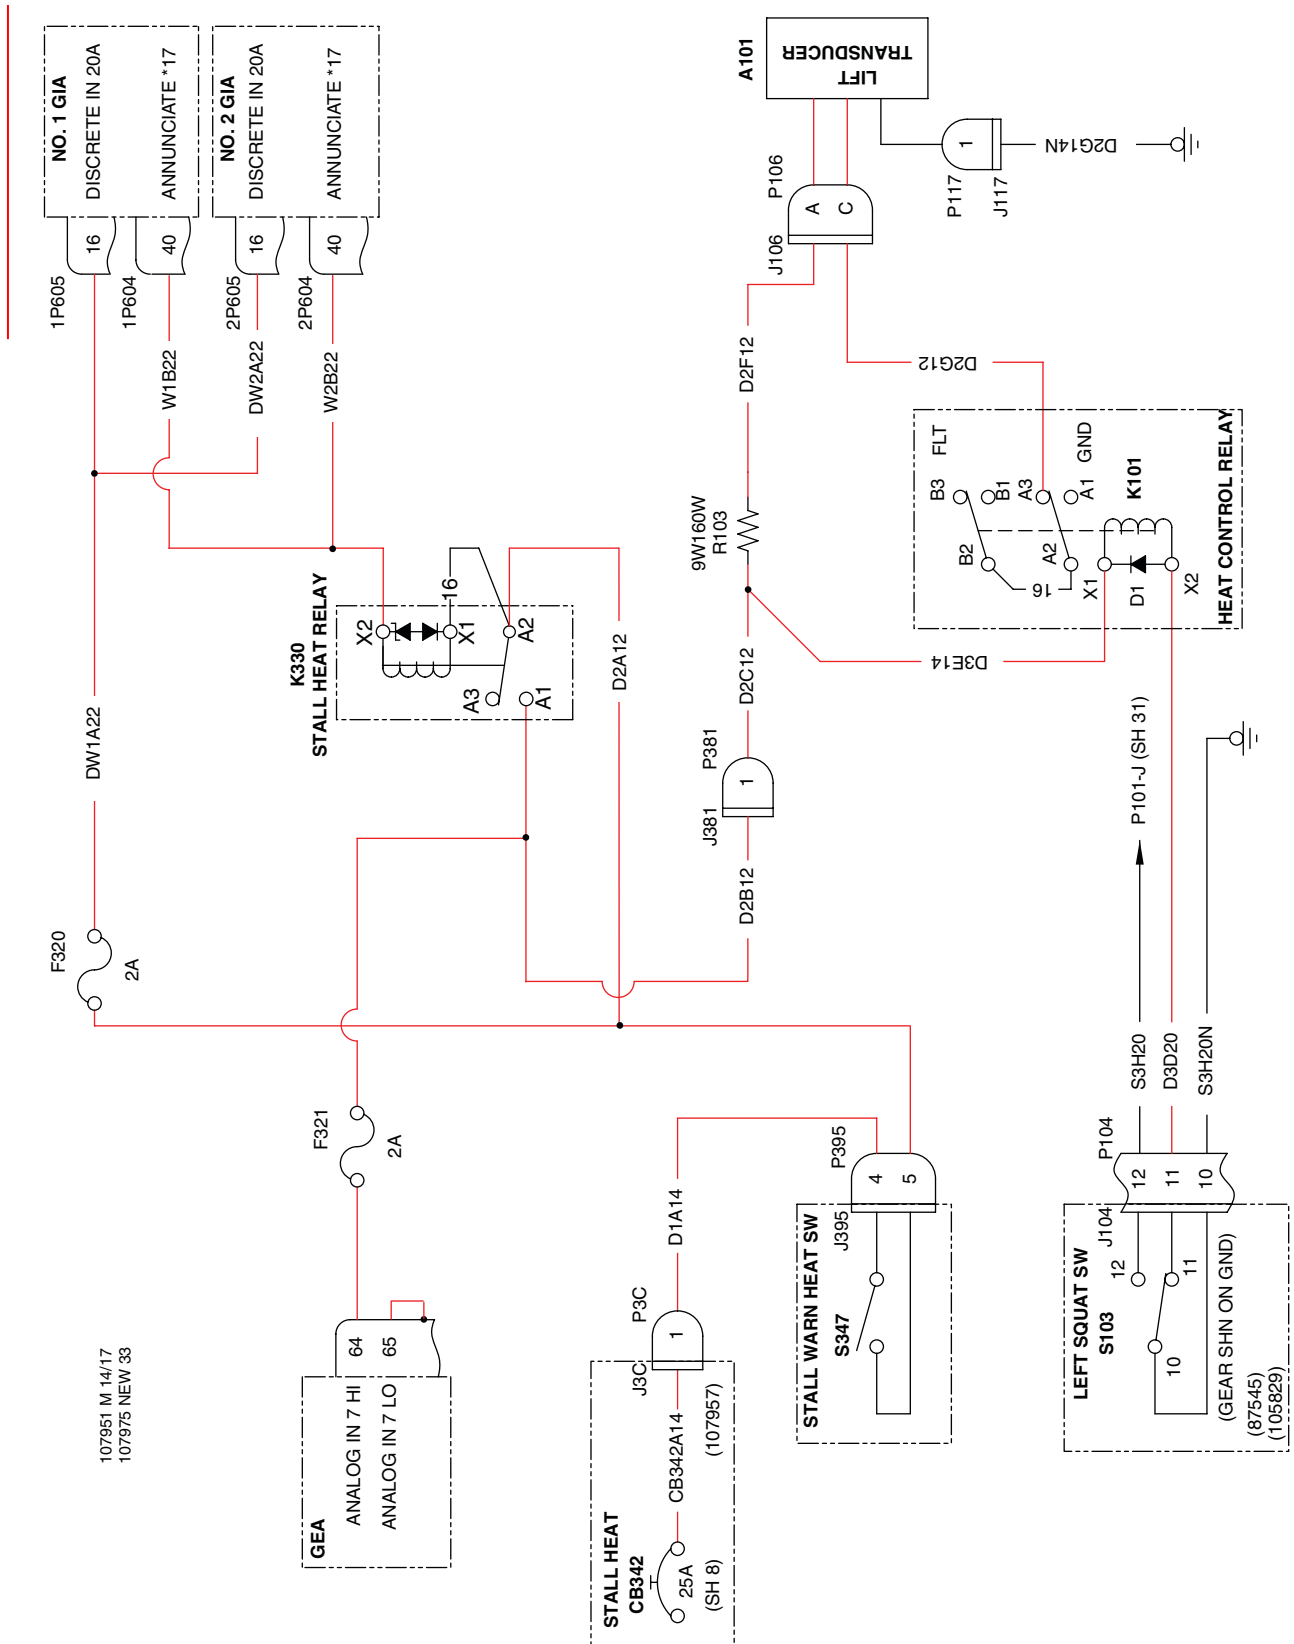 NO. 1 GIA
DISCRETE IN 20A
ANNUNCIATE *17
16
40
1P605
1P604
NO. 2 GIA
DISCRETE IN 20A
ANNUNCIATE *17
16
40
2P605
2P604
W1B22
DW2A22
W2B22
DW1A22
F320
2A
K330
STALL HEAT RELAY
X2
X1
16
A3
A2
A1
D2A12
F321
2A
GEA
ANALOG IN 7 HI
ANALOG IN 7 LO
64
65
107951 M 14/17
107975 NEW 33
A101
LIFT
TRANSDUCER
P106
J106
A
C
P117
J117
1
D2G14N
D2F12
D2G12
9W160W
R103
D2C12
D3E14
P381
J381
1
D2B12
FLT
GND
B3
B1
B2
A3
A1
A2
K101
16
X1
D1
X2
HEAT CONTROL RELAY
P101-J (SH 31)
S3H20
D3D20
S3H20N
P104
J104
12
11
10
LEFT SQUAT SW
S103
12
11
10
(GEAR SHN ON GND)
(87545)
(105829)
STALL WARN HEAT SW
S347
J395
P395
4
5
D1A14
P3C
J3C
1
STALL HEAT
CB342
25A
(SH 8)
CB342A14
(107957)